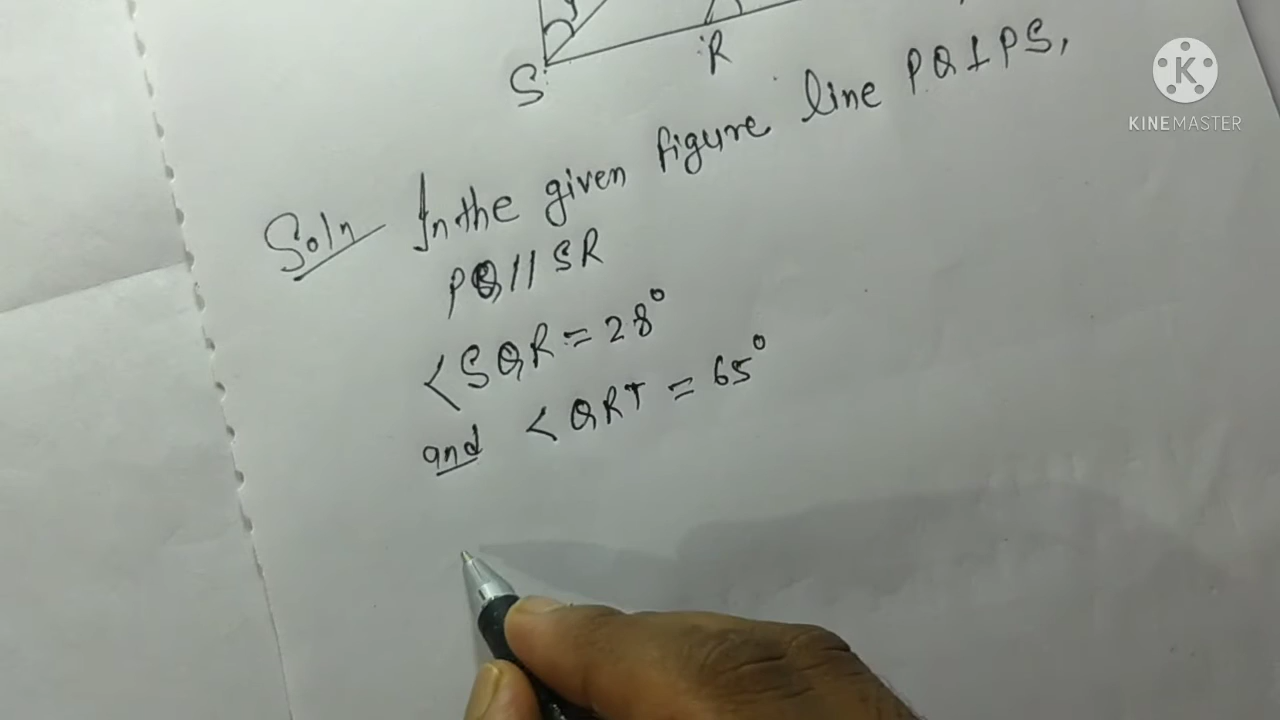 S
R
Soln In the given figure line PQ⊥PS,
PQ//SR
<SQR=28°
and <QRT=65°
K
KINEMASTER